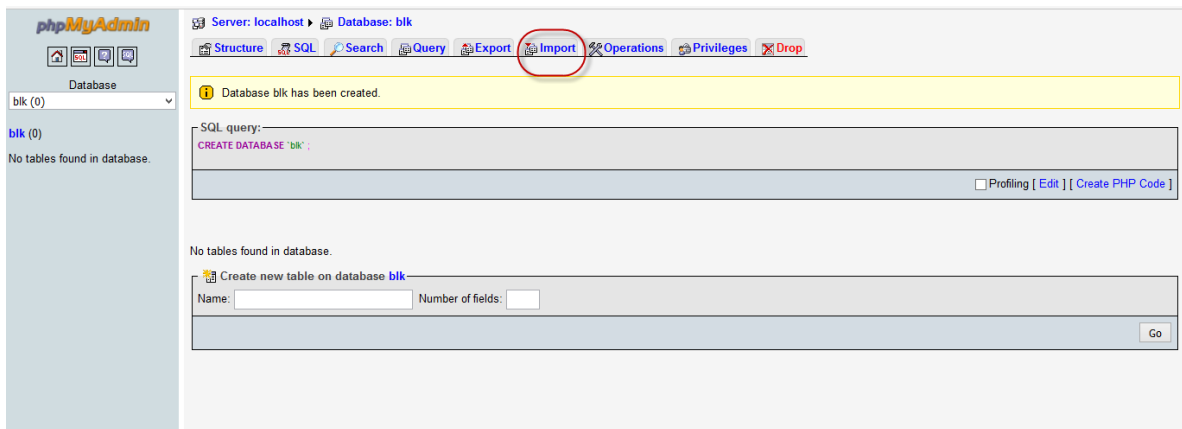 phpMyAdmin
Database
blk (0)
blk (0)
No tables found in database.
Server: localhost Database: blk
Structure SQL Search Query Export Import Operations Privileges Drop
Database blk has been created.
SQL query:
CREATE DATABASE `blk` ;
Profiling [ Edit ] [ Create PHP Code ]
No tables found in database.
Create new table on database blk
Name: Number of fields:
Go